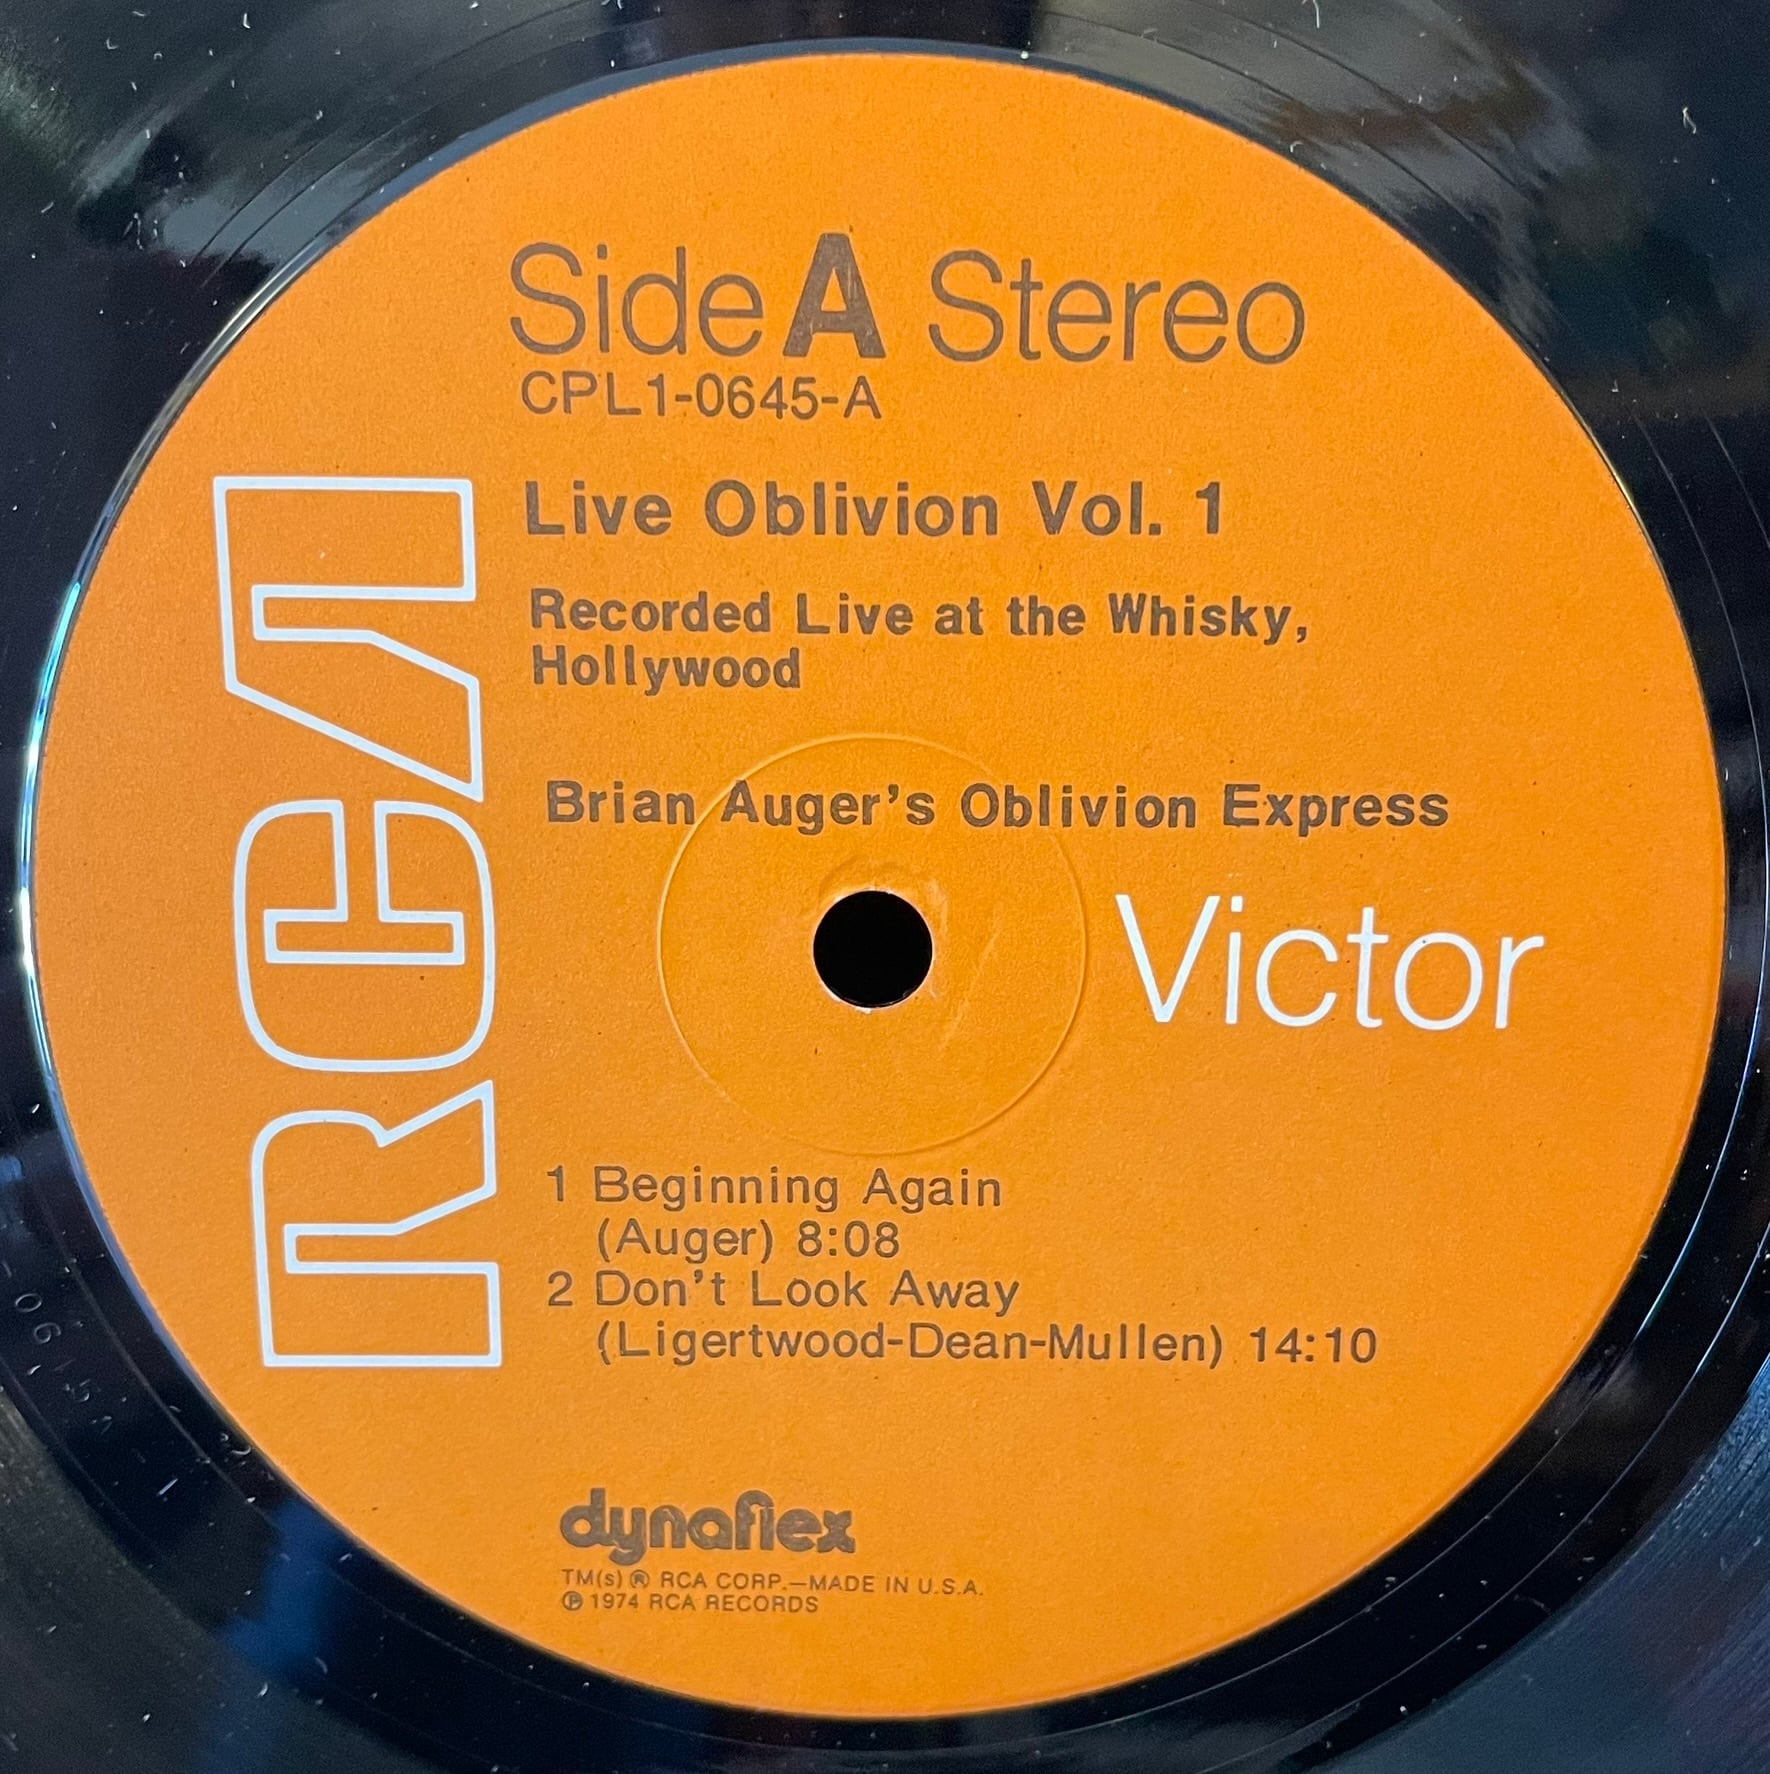 Side A Stereo
CPL1-0645-A
Live Oblivion Vol. 1
Recorded Live at the Whisky,
Hollywood
Brian Auger's Oblivion Express
RCA
Victor
1 Beginning Again
(Auger) 8:08
2 Don't Look Away
(Ligertwood-Dean-Mullen) 14:10
dynaflex
TM(s) ® RCA CORP.—MADE IN U.S.A.
℗ 1974 RCA RECORDS